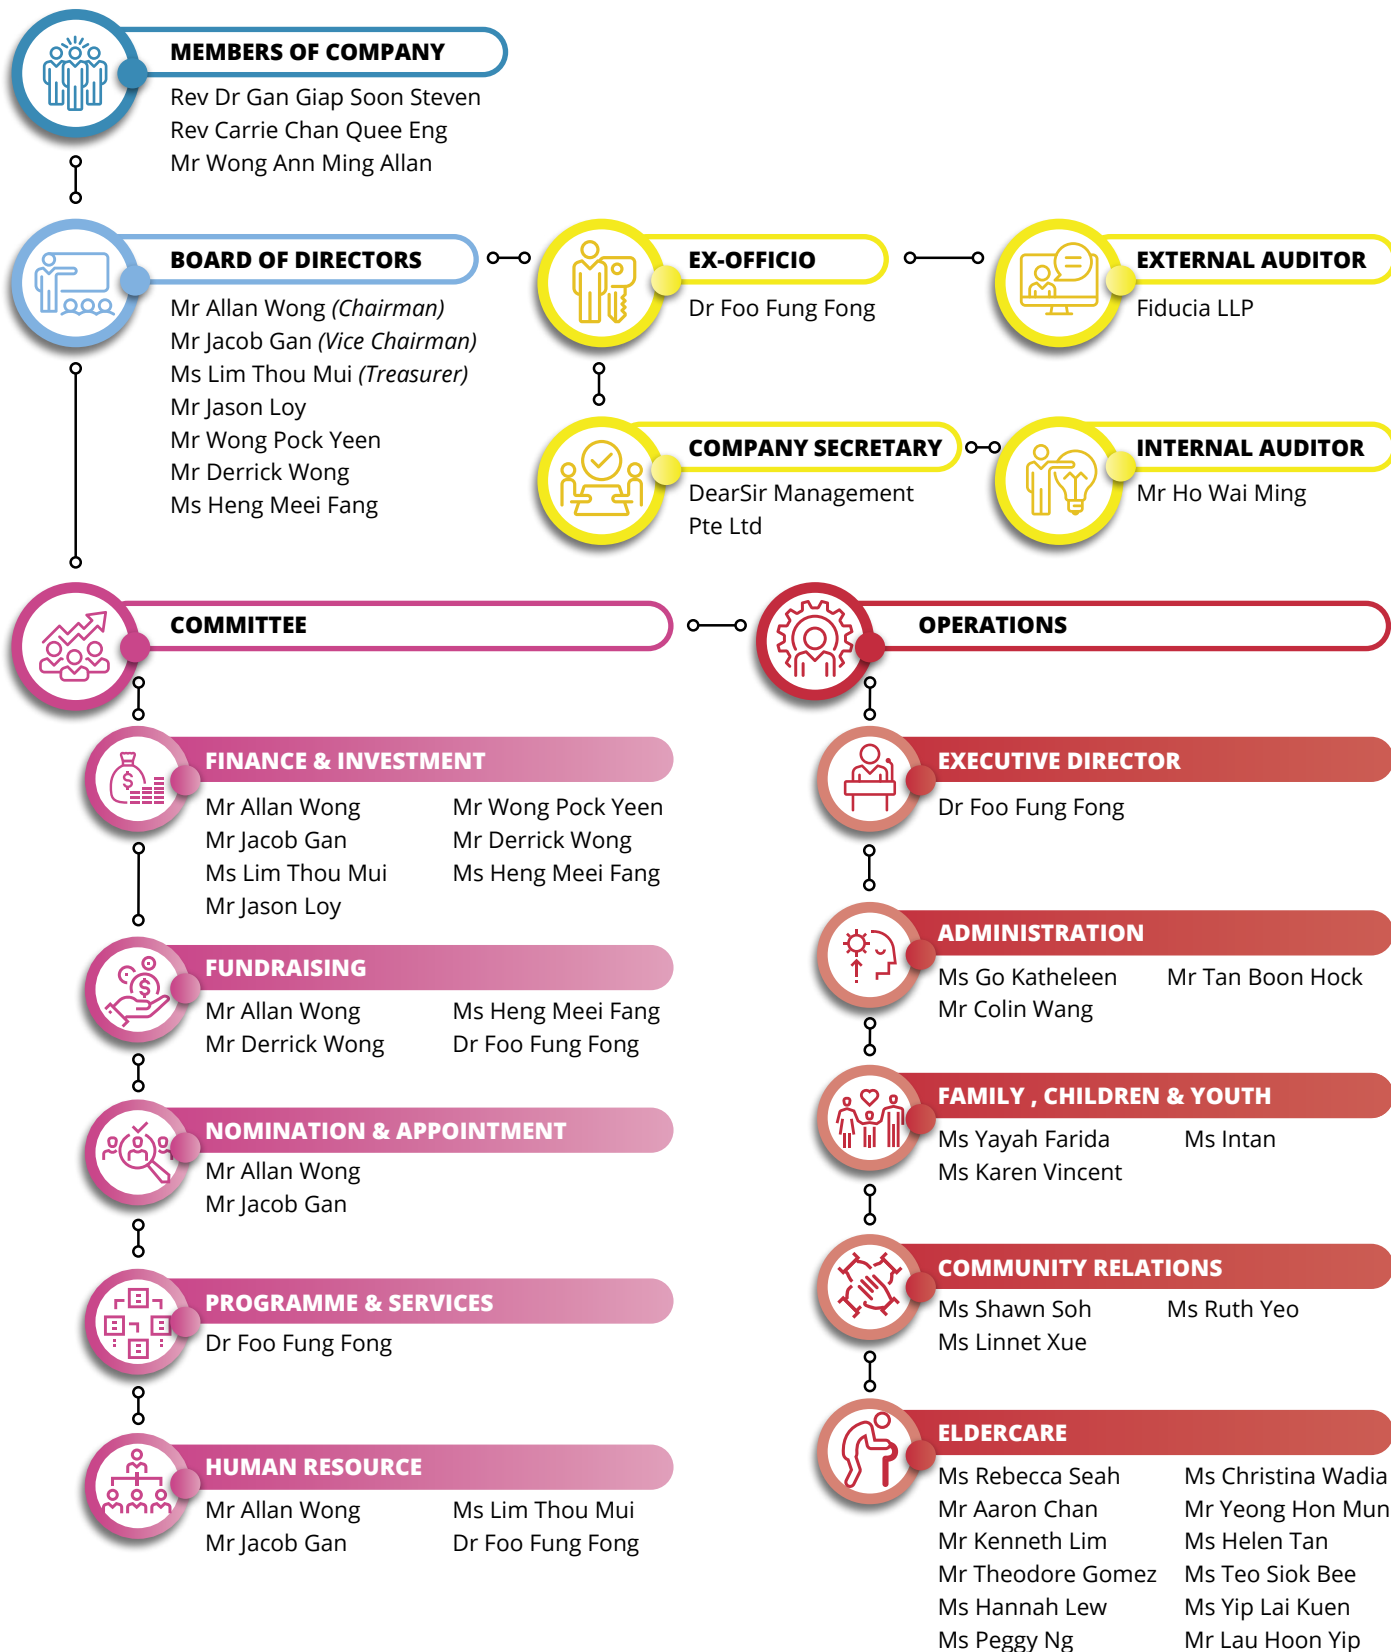 MEMBERS OF COMPANY
Rev Dr Gan Giap Soon Steven
Rev Carrie Chan Quee Eng
Mr Wong Ann Ming Allan
BOARD OF DIRECTORS
Mr Allan Wong (Chairman)
Mr Jacob Gan (Vice Chairman)
Ms Lim Thou Mui (Treasurer)
Mr Jason Loy
Mr Wong Pock Yeen
Mr Derrick Wong
Ms Heng Meei Fang
EX-OFFICIO
Dr Foo Fung Fong
EXTERNAL AUDITOR
Fiducia LLP
COMPANY SECRETARY
DearSir Management
Pte Ltd
INTERNAL AUDITOR
Mr Ho Wai Ming
COMMITTEE
FINANCE & INVESTMENT
Mr Allan Wong
Mr Jacob Gan
Ms Lim Thou Mui
Mr Jason Loy
Mr Wong Pock Yeen
Mr Derrick Wong
Ms Heng Meei Fang
FUNDRAISING
Mr Allan Wong
Mr Derrick Wong
Ms Heng Meei Fang
Dr Foo Fung Fong
NOMINATION & APPOINTMENT
Mr Allan Wong
Mr Jacob Gan
PROGRAMME & SERVICES
Dr Foo Fung Fong
HUMAN RESOURCE
Mr Allan Wong
Mr Jacob Gan
Ms Lim Thou Mui
Dr Foo Fung Fong
OPERATIONS
EXECUTIVE DIRECTOR
Dr Foo Fung Fong
ADMINISTRATION
Ms Go Katheleen
Mr Colin Wang
Mr Tan Boon Hock
FAMILY , CHILDREN & YOUTH
Ms Yayah Farida
Ms Karen Vincent
Ms Intan
COMMUNITY RELATIONS
Ms Shawn Soh
Ms Linnet Xue
Ms Ruth Yeo
ELDERCARE
Ms Rebecca Seah
Mr Aaron Chan
Mr Kenneth Lim
Mr Theodore Gomez
Ms Hannah Lew
Ms Peggy Ng
Ms Christina Wadia
Mr Yeong Hon Mun
Ms Helen Tan
Ms Teo Siok Bee
Ms Yip Lai Kuen
Mr Lau Hoon Yip